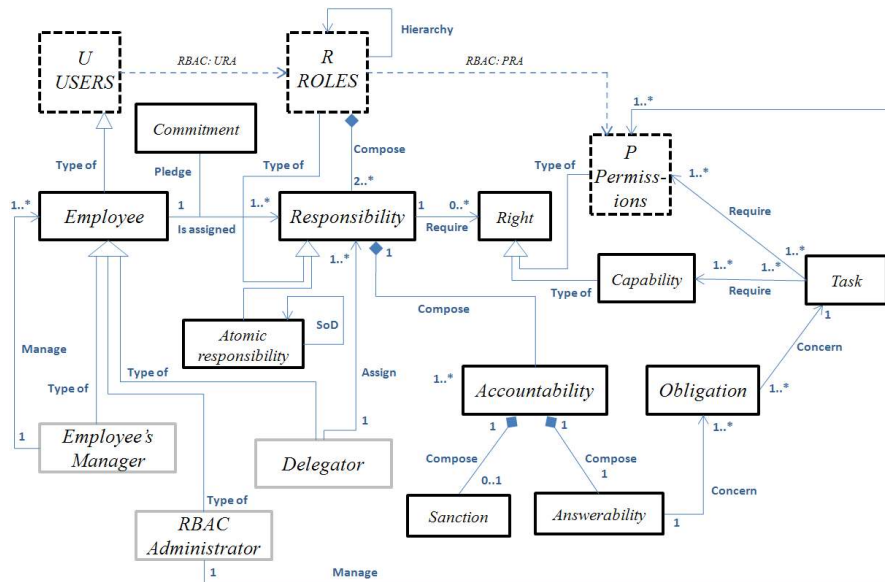 Hierarchy
U
USERS
RBAC: URA
R
ROLES
RBAC: PRA
1..*
Commitment
P
Permiss-
ions
Type of
Pledge
Type of
Compose
Type of
2..*
1..*
1..*
Employee
1
Is assigned
1..*
Responsibility
1
Require
0..*
Right
Require
1..*
1..*
1
1..*
Capability
1..*
1..*
Require
Task
Type of
Atomic
responsibility
SoD
Compose
1
Manage
Concern
Type of
Type of
Assign
1..*
Accountability
Obligation
1..*
1..*
1
Employee's
Manager
1
Delegator
1
1
Compose
Compose
0..1
1
Concern
Type of
RBAC
Administrator
Sanction
Answerability
1
1
Manage